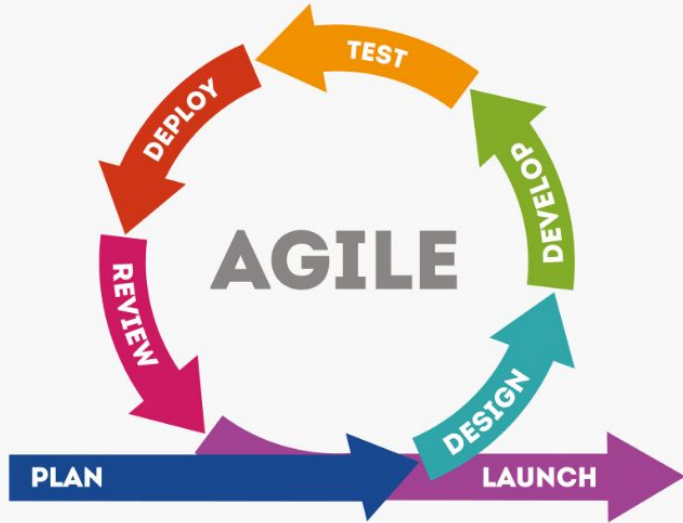 TEST
DEPLOY
DEVELOP
AGILE
REVIEW
DESIGN
PLAN
LAUNCH